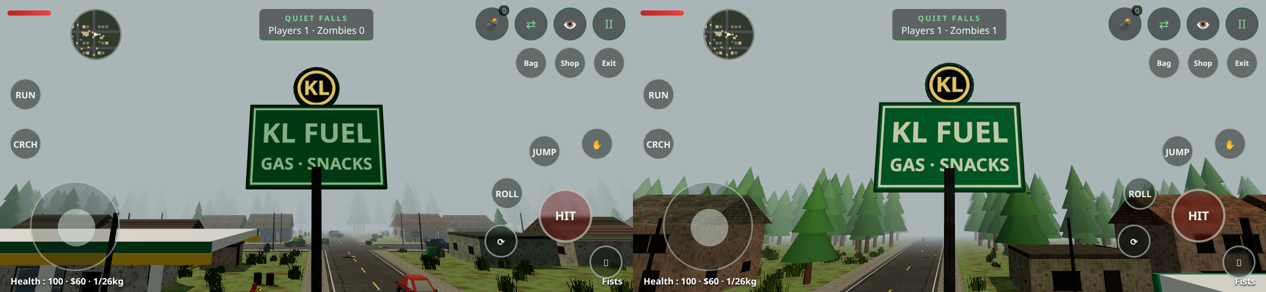 0
QUIET FALLS
Players 1 · Zombies 0
II
Bag
Shop
Exit
KL
RUN
KL FUEL
CRCH
GAS · SNACKS
JUMP
ROLL
HIT
Health : 100 · $60 · 1/26kg
Fists
0
QUIET FALLS
Players 1 · Zombies 1
II
Bag
Shop
Exit
KL
RUN
KL FUEL
CRCH
GAS · SNACKS
JUMP
ROLL
HIT
Health : 100 · $60 · 1/26kg
Fists